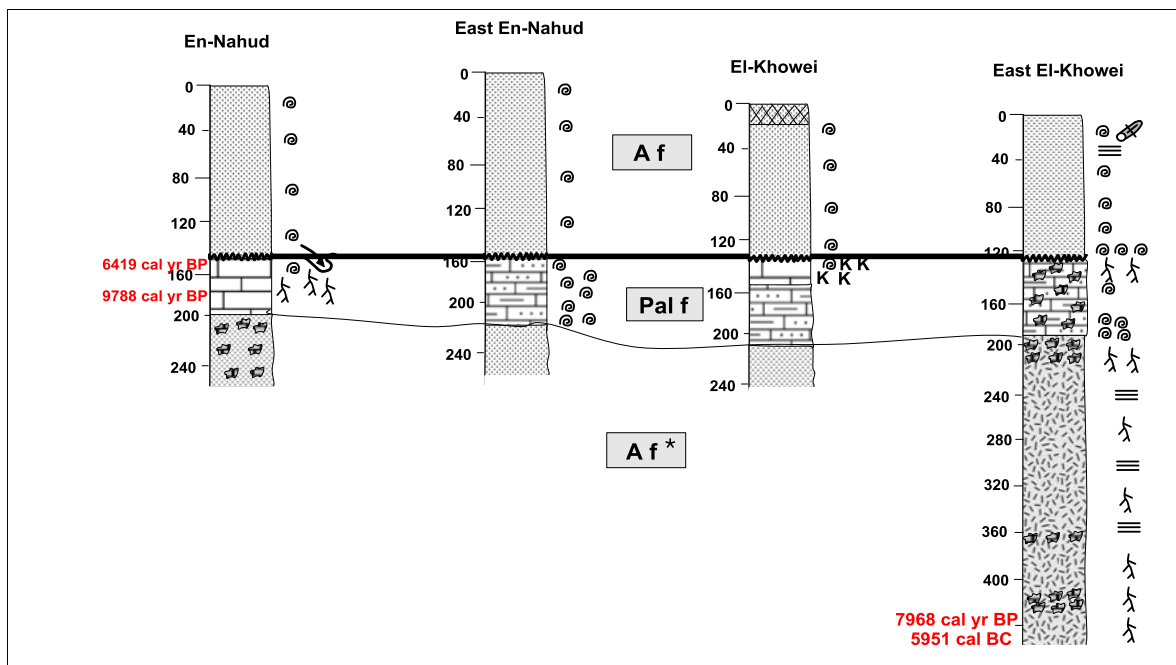 En-Nahud
East En-Nahud
El-Khowei
East El-Khowei
0
40
80
120
160
200
240
6419 cal yr BP
9788 cal yr BP
0
40
80
120
160
200
240
0
40
80
120
160
200
240
K K
K K
0
40
80
120
160
200
240
280
320
360
400
7968 cal yr BP
5951 cal BC
A f
Pal f
A f *